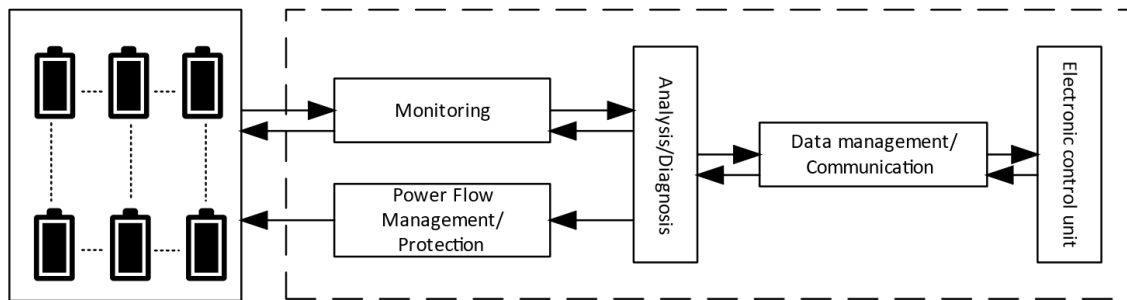 Monitoring
Power Flow
Management/
Protection
Analysis/Diagnosis
Data management/
Communication
Electronic control unit